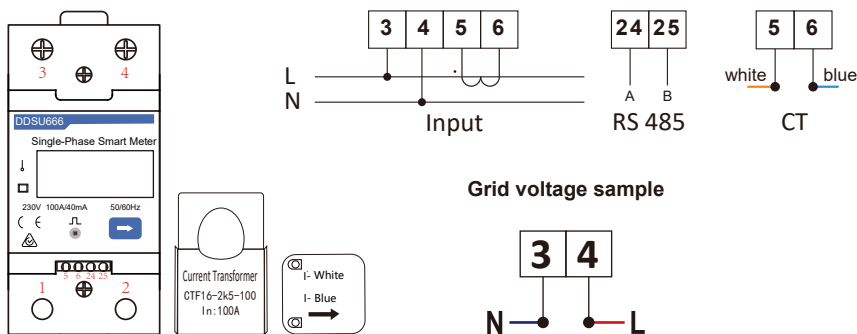 3 4
DDSU666
Single-Phase Smart Meter
230V 100A/40mA 50/60Hz
CE
5 6 24 25
1 2
Current Transformer
CTF16-2k5-100
In:100A
I- White
I- Blue
3 4 5 6
L
N
Input
24 25
A B
RS 485
5 6
white blue
CT
Grid voltage sample
3 4
N L